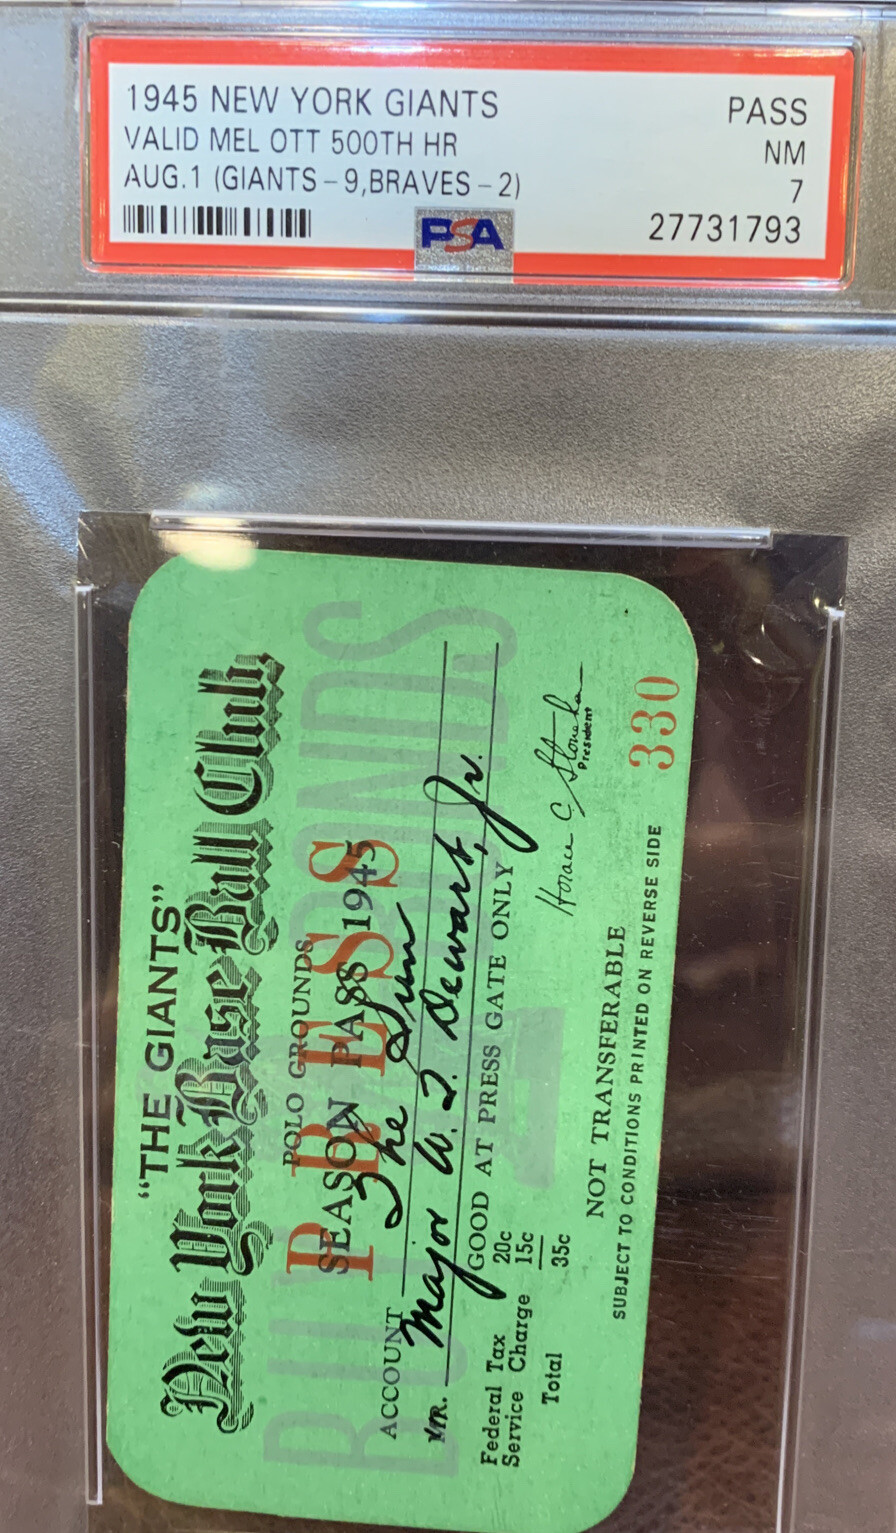 1945 NEW YORK GIANTS PASS
VALID MEL OTT 500TH HR NM
AUG.1 (GIANTS-9,BRAVES-2) 7
PSA 27731793
"THE GIANTS"
New York Base Ball Club
POLO GROUNDS
SEASON PASS 1945
PRESS
BUY BONDS
ACCOUNT The Sun
MR. Major W. T. Dewart, Jr.
GOOD AT PRESS GATE ONLY
Federal Tax 20c
Service Charge 15c
Total 35c
Horace C Stoneham
President
NOT TRANSFERABLE
330
SUBJECT TO CONDITIONS PRINTED ON REVERSE SIDE